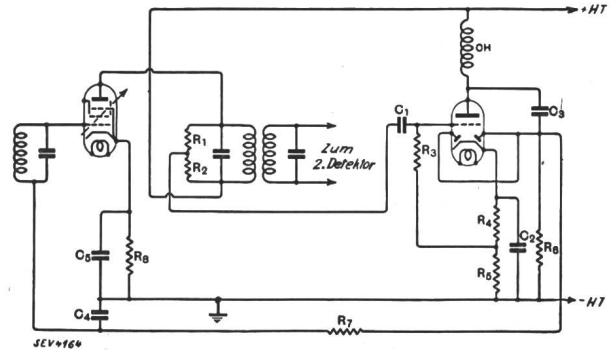 +HT
CH
C₁
C₃
R₁
R₂
R₃
Zum
2. Detektor
R₄
C₂
R₆
C₅
R₈
R₅
-HT
C₄
R₇
SEV4164